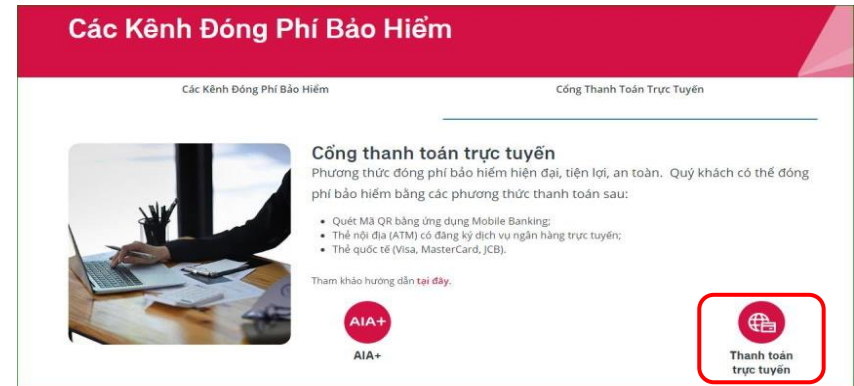 Các Kênh Đóng Phí Bảo Hiểm
Các Kênh Đóng Phí Bảo Hiểm
Cổng Thanh Toán Trực Tuyến
Cổng thanh toán trực tuyến
Phương thức đóng phí bảo hiểm hiện đại, tiện lợi, an toàn. Quý khách có thể đóng
phí bảo hiểm bằng các phương thức thanh toán sau:
• Quét Mã QR bằng ứng dụng Mobile Banking;
• Thẻ nội địa (ATM) có đăng ký dịch vụ ngân hàng trực tuyến;
• Thẻ quốc tế (Visa, MasterCard, JCB).
Tham khảo hướng dẫn tại đây.
AIA+
AIA+
Thanh toán
trực tuyến